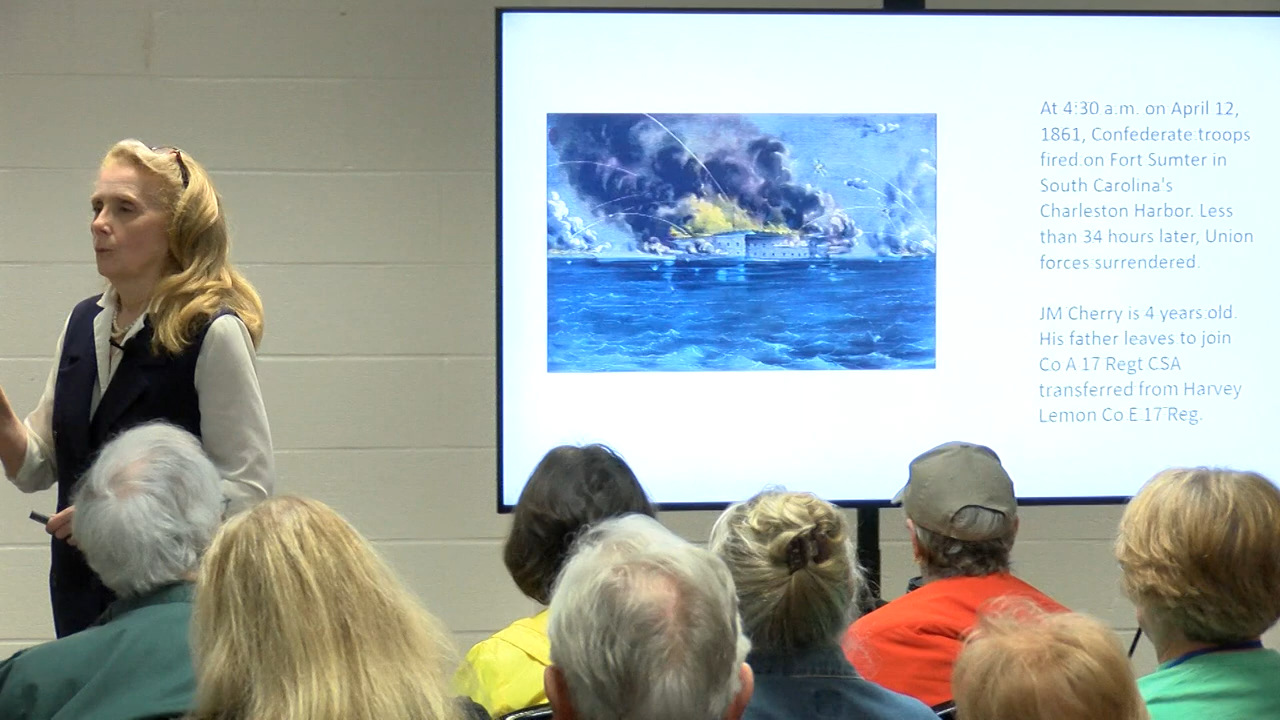 At 4:30 a.m. on April 12,
1861, Confederate troops
fired on Fort Sumter in
South Carolina's
Charleston Harbor. Less
than 34 hours later, Union
forces surrendered.
JM Cherry is 4 years old.
His father leaves to join
Co A 17 Regt CSA
transferred from Harvey
Lemon Co E 17 Reg.